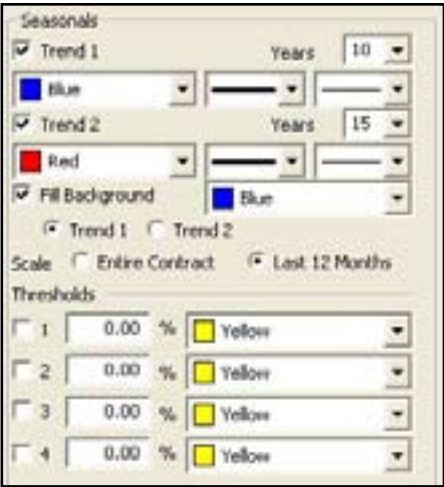 Seasonals
Trend 1 Years 10
Blue
Trend 2 Years 15
Red
Fill Background Blue
Trend 1 Trend 2
Scale Entire Contract Last 12 Months
Thresholds
1 0.00 % Yellow
2 0.00 % Yellow
3 0.00 % Yellow
4 0.00 % Yellow